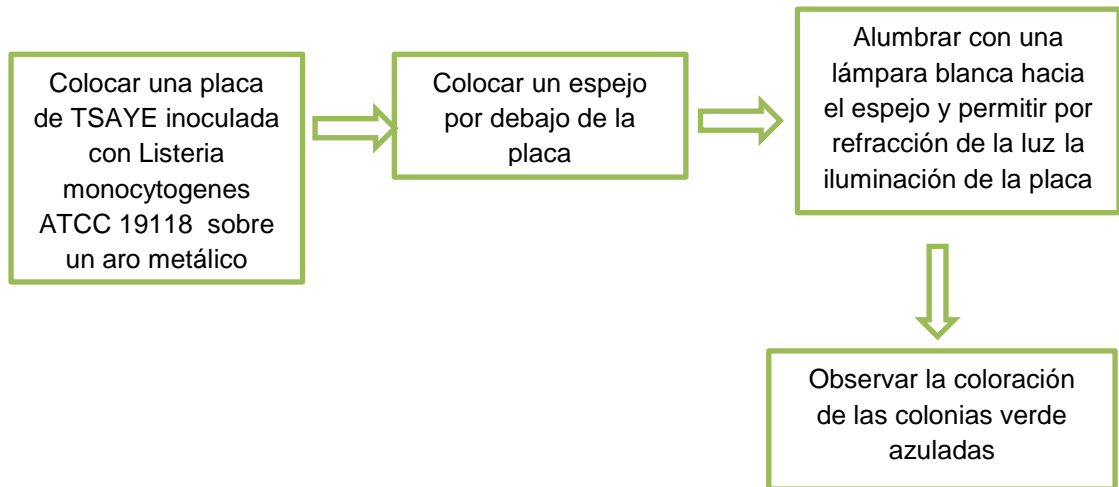 Colocar una placa
de TSAYE inoculada
con Listeria
monocytogenes
ATCC 19118 sobre
un aro metálico
Colocar un espejo
por debajo de la
placa
Alumbrar con una
lámpara blanca hacia
el espejo y permitir por
refracción de la luz la
iluminación de la placa
Observar la coloración
de las colonias verde
azuladas